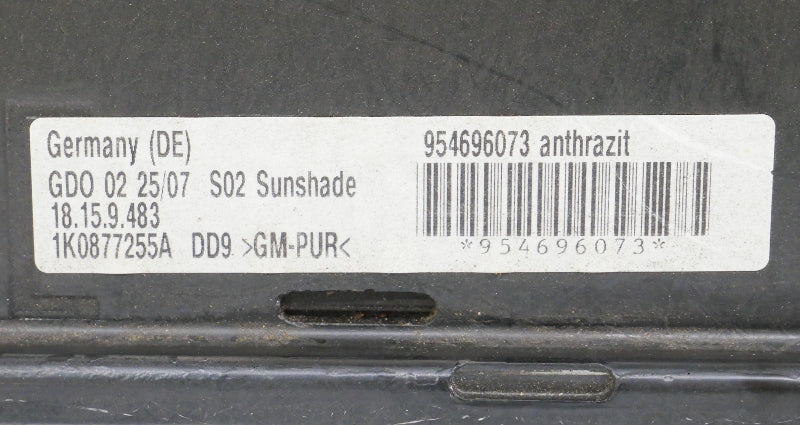 Germany (DE)
954696073 anthrazit
GDO 02 25/07 S02 Sunshade
18.15.9.483
1K0877255A DD9 >GM-PUR<
*954696073*